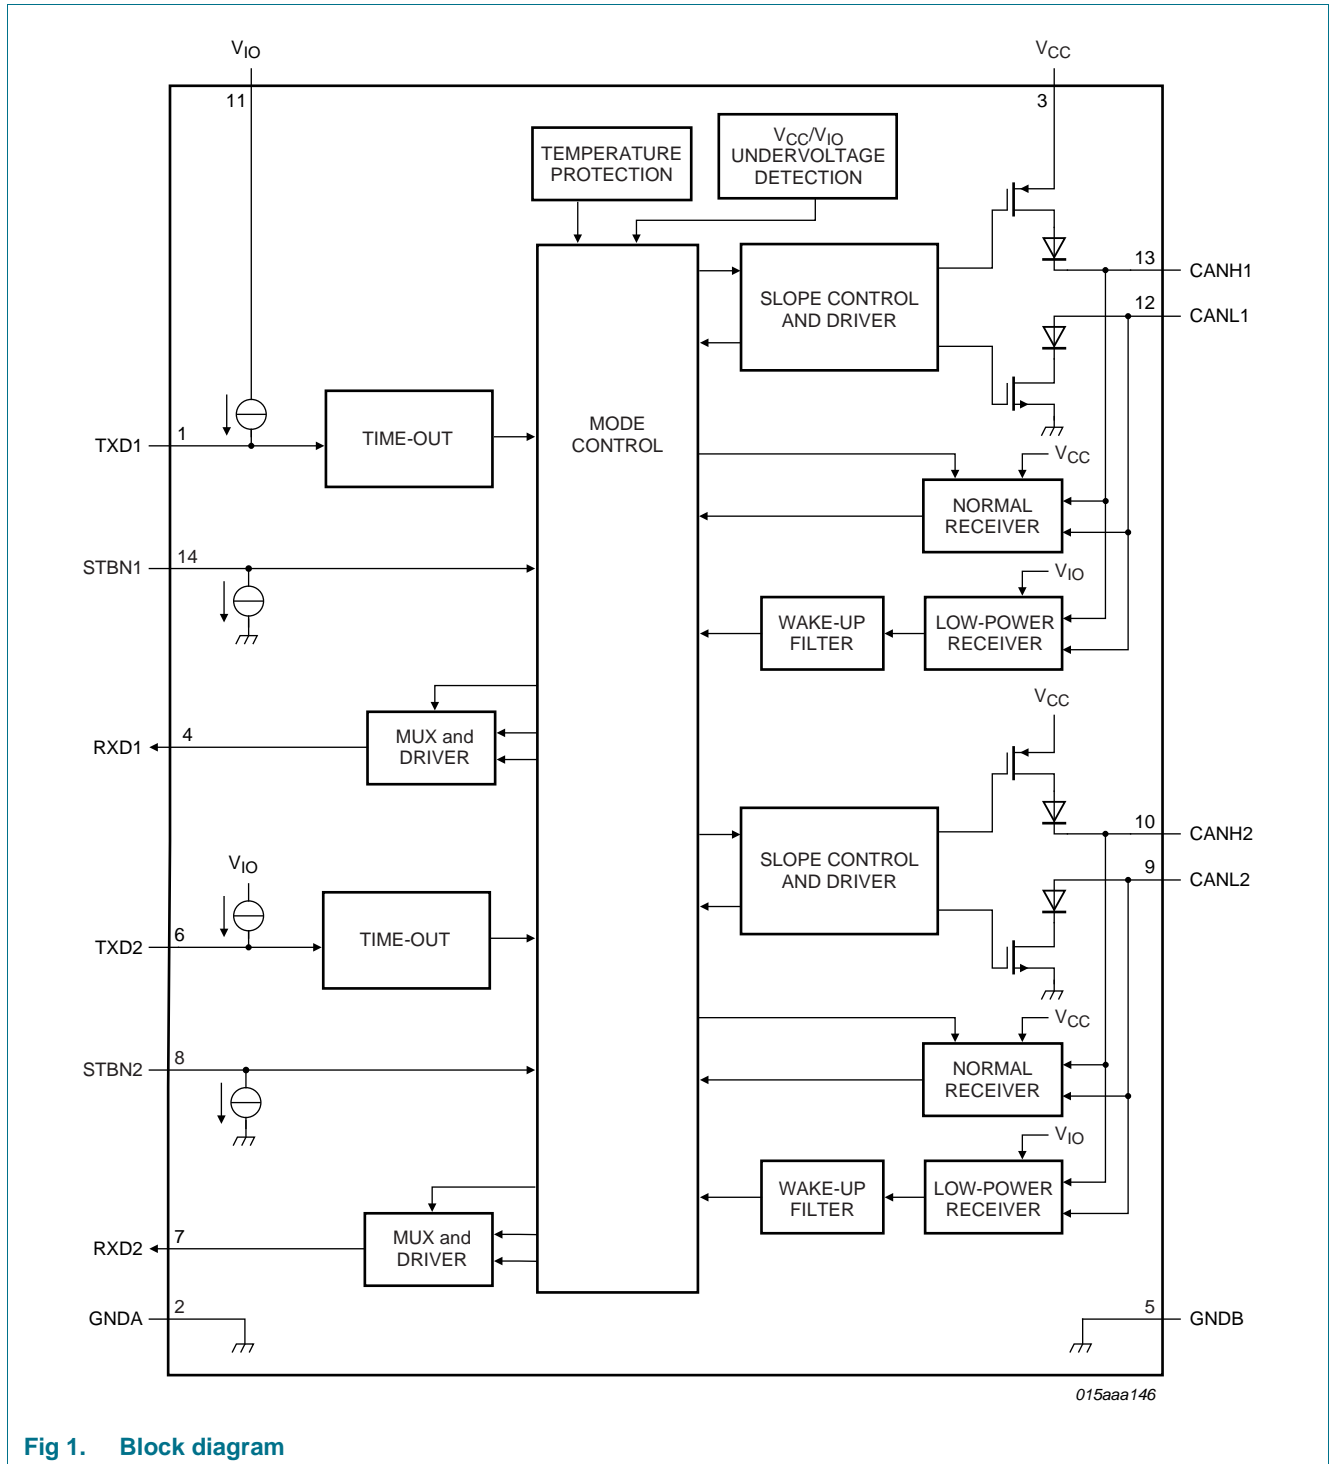 VIO
VCC
11
3
TEMPERATURE
PROTECTION
VCC/VIO
UNDERVOLTAGE
DETECTION
13
CANH1
SLOPE CONTROL
AND DRIVER
12
CANL1
MODE
CONTROL
TXD1
1
TIME-OUT
VCC
NORMAL
RECEIVER
STBN1
14
VIO
WAKE-UP
FILTER
LOW-POWER
RECEIVER
VCC
RXD1
4
MUX and
DRIVER
10
CANH2
SLOPE CONTROL
AND DRIVER
9
CANL2
VIO
TXD2
6
TIME-OUT
VCC
STBN2
8
NORMAL
RECEIVER
VIO
WAKE-UP
FILTER
LOW-POWER
RECEIVER
RXD2
7
MUX and
DRIVER
GNDA
2
5
GNDB
015aaa146
Fig 1. Block diagram